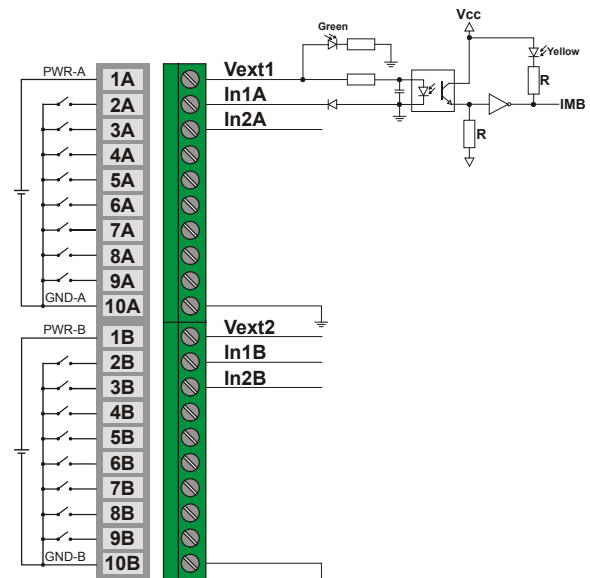 Vcc
Green
Yellow
PWR-A
1A
Vext1
R
2A
In1A
IMB
3A
In2A
R
4A
5A
6A
7A
8A
9A
GND-A
10A
PWR-B
1B
Vext2
2B
In1B
3B
In2B
4B
5B
6B
7B
8B
9B
GND-B
10B